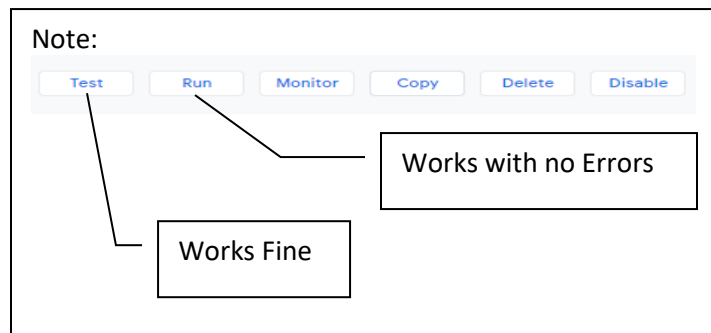 Note:
Test Run Monitor Copy Delete Disable
Works with no Errors
Works Fine